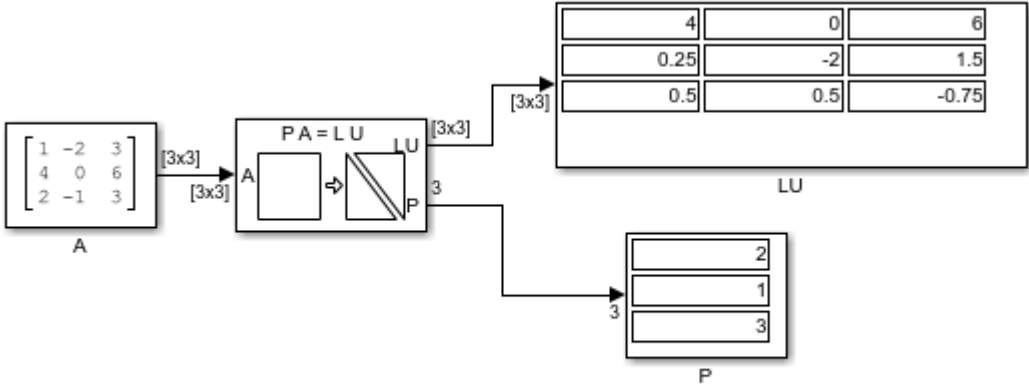 4 0 6
0.25 -2 1.5
0.5 0.5 -0.75
LU
[3x3]
1 -2 3
4 0 6
2 -1 3
A
[3x3]
[3x3]
P A = L U
A
LU
P
[3x3]
3
3
2
1
3
P